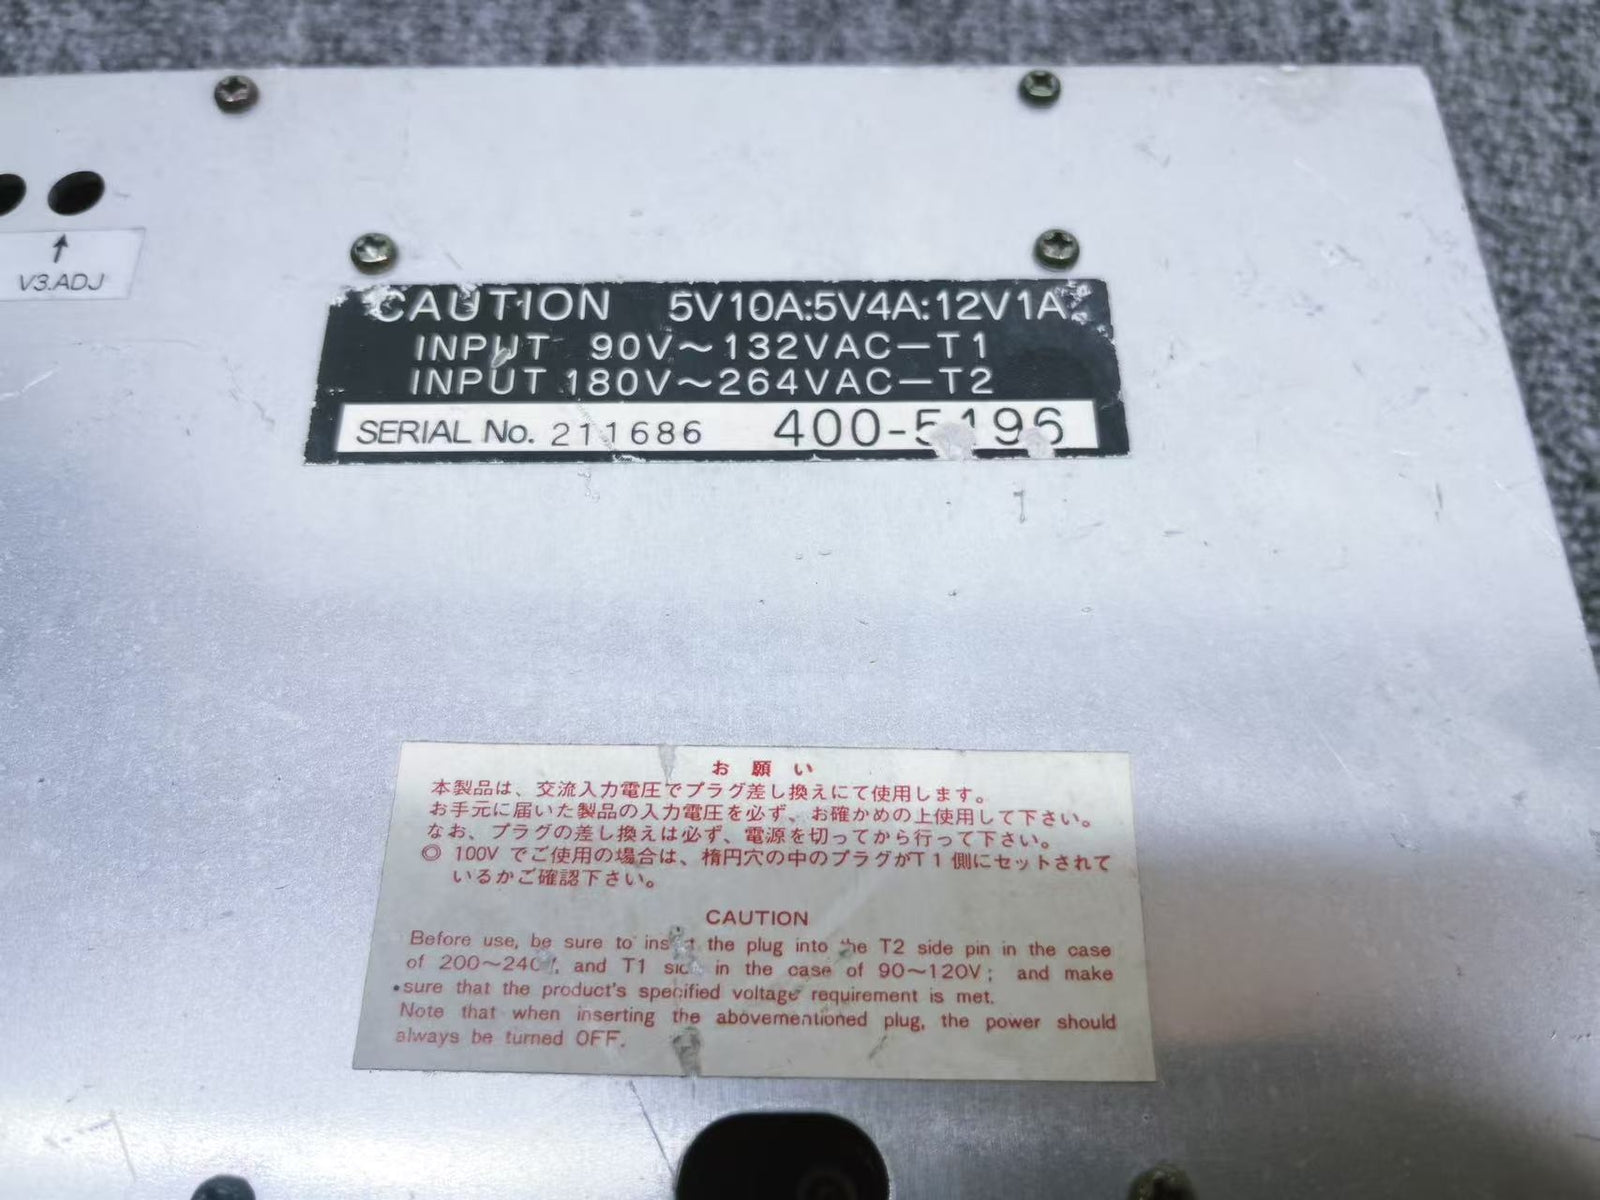 V3.ADJ
CAUTION 5V10A:5V4A:12V1A
INPUT 90V～132VAC－T1
INPUT 180V～264VAC－T2
SERIAL No. 211686 400-5196
お願い
本製品は、交流入力電圧でプラグ差し換えにて使用します。
お手元に届いた製品の入力電圧を必ず、お確かめの上使用して下さい。
なお、プラグの差し換えは必ず、電源を切ってから行って下さい。
◎ 100V でご使用の場合は、楕円穴の中のプラグがT1側にセットされて
いるかご確認下さい。
CAUTION
Before use, be sure to insert the plug into the T2 side pin in the case
of 200～240V, and T1 side in the case of 90～120V; and make
sure that the product's specified voltage requirement is met.
Note that when inserting the abovementioned plug, the power should
always be turned OFF.